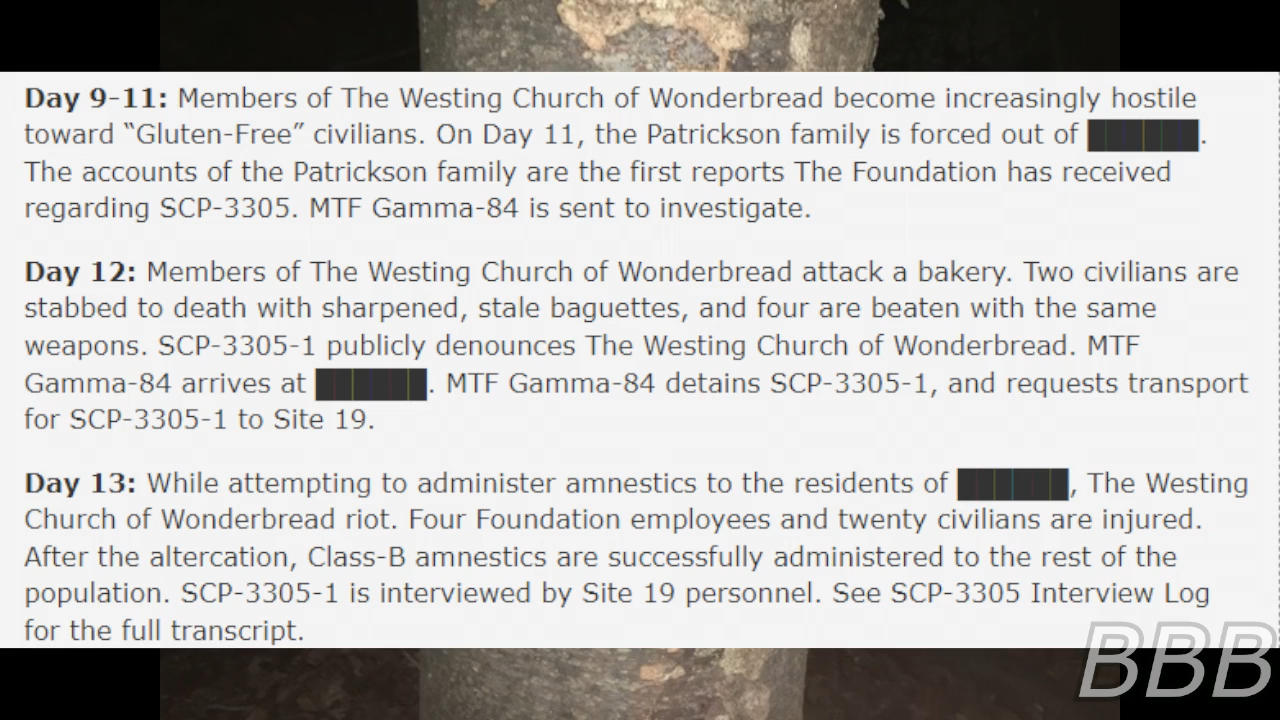 Day 9-11: Members of The Westing Church of Wonderbread become increasingly hostile
toward “Gluten-Free” civilians. On Day 11, the Patrickson family is forced out of ██████.
The accounts of the Patrickson family are the first reports The Foundation has received
regarding SCP-3305. MTF Gamma-84 is sent to investigate.
Day 12: Members of The Westing Church of Wonderbread attack a bakery. Two civilians are
stabbed to death with sharpened, stale baguettes, and four are beaten with the same
weapons. SCP-3305-1 publicly denounces The Westing Church of Wonderbread. MTF
Gamma-84 arrives at ██████. MTF Gamma-84 detains SCP-3305-1, and requests transport
for SCP-3305-1 to Site 19.
Day 13: While attempting to administer amnestics to the residents of ██████, The Westing
Church of Wonderbread riot. Four Foundation employees and twenty civilians are injured.
After the altercation, Class-B amnestics are successfully administered to the rest of the
population. SCP-3305-1 is interviewed by Site 19 personnel. See SCP-3305 Interview Log
for the full transcript.
BBB